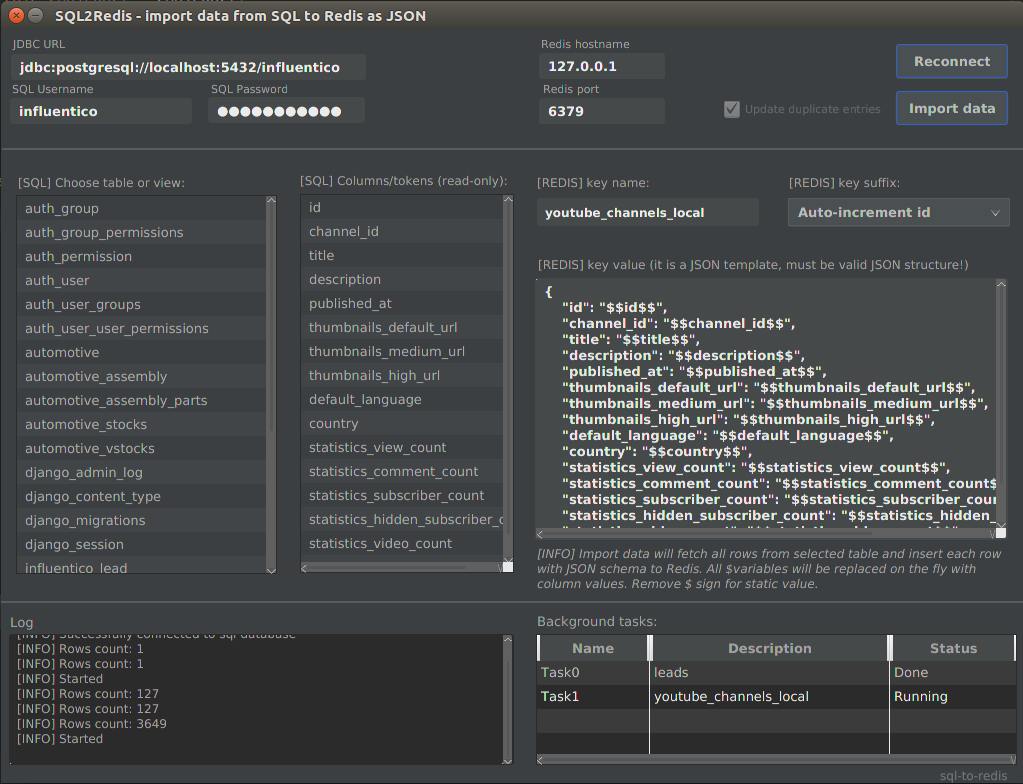 SQL2Redis - import data from SQL to Redis as JSON
JDBC URL
jdbc:postgresql://localhost:5432/influentico
SQL Username
SQL Password
influentico
●●●●●●●●●●●
Redis hostname
127.0.0.1
Redis port
6379
Reconnect
Update duplicate entries
Import data
[SQL] Choose table or view:
auth_group
auth_group_permissions
auth_permission
auth_user
auth_user_groups
auth_user_user_permissions
automotive
automotive_assembly
automotive_assembly_parts
automotive_stocks
automotive_vstocks
django_admin_log
django_content_type
django_migrations
django_session
influentico_lead
[SQL] Columns/tokens (read-only):
id
channel_id
title
description
published_at
thumbnails_default_url
thumbnails_medium_url
thumbnails_high_url
default_language
country
statistics_view_count
statistics_comment_count
statistics_subscriber_count
statistics_hidden_subscriber_c
statistics_video_count
[REDIS] key name:
youtube_channels_local
[REDIS] key suffix:
Auto-increment id
[REDIS] key value (it is a JSON template, must be valid JSON structure!)
{
"id": "$$id$$",
"channel_id": "$$channel_id$$",
"title": "$$title$$",
"description": "$$description$$",
"published_at": "$$published_at$$",
"thumbnails_default_url": "$$thumbnails_default_url$$",
"thumbnails_medium_url": "$$thumbnails_medium_url$$",
"thumbnails_high_url": "$$thumbnails_high_url$$",
"default_language": "$$default_language$$",
"country": "$$country$$",
"statistics_view_count": "$$statistics_view_count$$",
"statistics_comment_count": "$$statistics_comment_count$
"statistics_subscriber_count": "$$statistics_subscriber_cour
"statistics_hidden_subscriber_count": "$$statistics_hidden_
[INFO] Import data will fetch all rows from selected table and insert each row
with JSON schema to Redis. All $variables will be replaced on the fly with
column values. Remove $ sign for static value.
Log
[INFO] Successfully connected to sql database
[INFO] Rows count: 1
[INFO] Rows count: 1
[INFO] Started
[INFO] Rows count: 127
[INFO] Rows count: 127
[INFO] Rows count: 3649
[INFO] Started
Background tasks:
Name Description Status
Task0 leads Done
Task1 youtube_channels_local Running
sql-to-redis